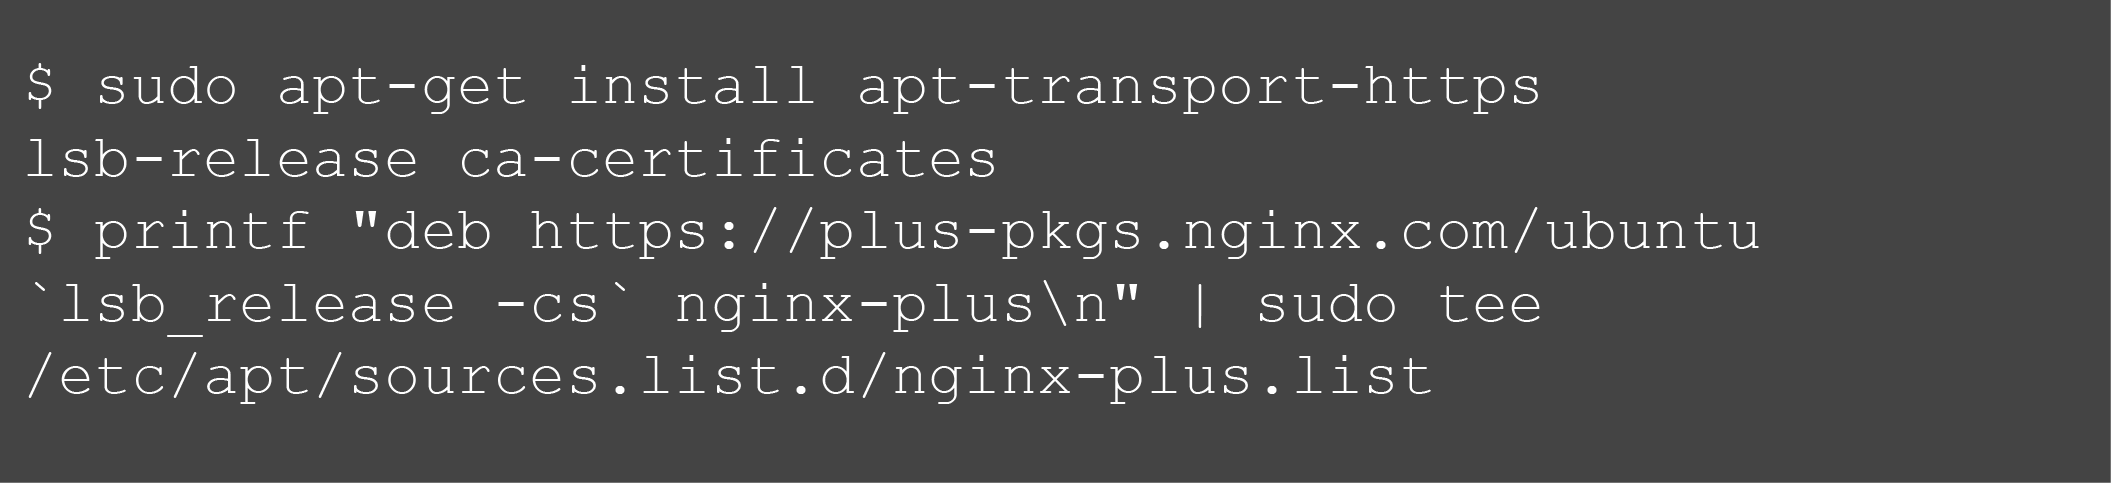 $ sudo apt-get install apt-transport-https
lsb-release ca-certificates
$ printf "deb https://plus-pkgs.nginx.com/ubuntu
`lsb_release -cs` nginx-plus\n" | sudo tee
/etc/apt/sources.list.d/nginx-plus.list